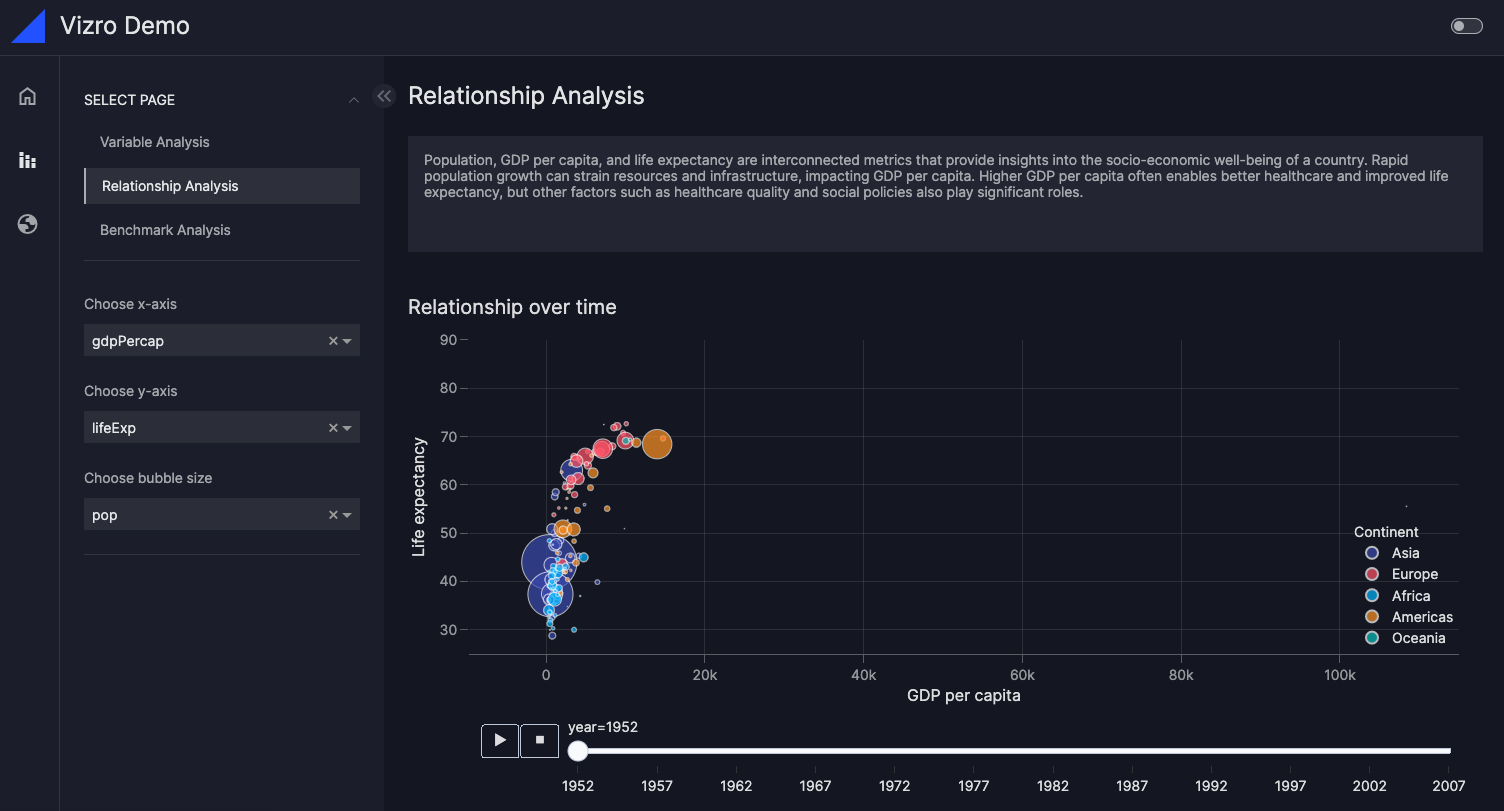 Vizro Demo
SELECT PAGE
Variable Analysis
Relationship Analysis
Benchmark Analysis
Choose x-axis
gdpPercap
Choose y-axis
lifeExp
Choose bubble size
pop
Relationship Analysis
Population, GDP per capita, and life expectancy are interconnected metrics that provide insights into the socio-economic well-being of a country. Rapid
population growth can strain resources and infrastructure, impacting GDP per capita. Higher GDP per capita often enables better healthcare and improved life
expectancy, but other factors such as healthcare quality and social policies also play significant roles.
Relationship over time
90
80
70
60
50
40
30
Life expectancy
Continent
Asia
Europe
Africa
Americas
Oceania
0 20k 40k 60k 80k 100k
GDP per capita
year=1952
1952 1957 1962 1967 1972 1977 1982 1987 1992 1997 2002 2007